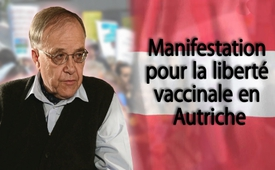 Manifestation
pour la liberté
vaccinale en
Autriche